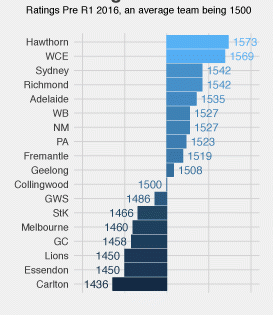 Ratings Pre R1 2016, an average team being 1500
Hawthorn 1573
WCE 1569
Sydney 1542
Richmond 1542
Adelaide 1535
WB 1527
NM 1527
PA 1523
Fremantle 1519
Geelong 1508
Collingwood 1500
GWS 1486
StK 1466
Melbourne 1460
GC 1458
Lions 1450
Essendon 1450
Carlton 1436